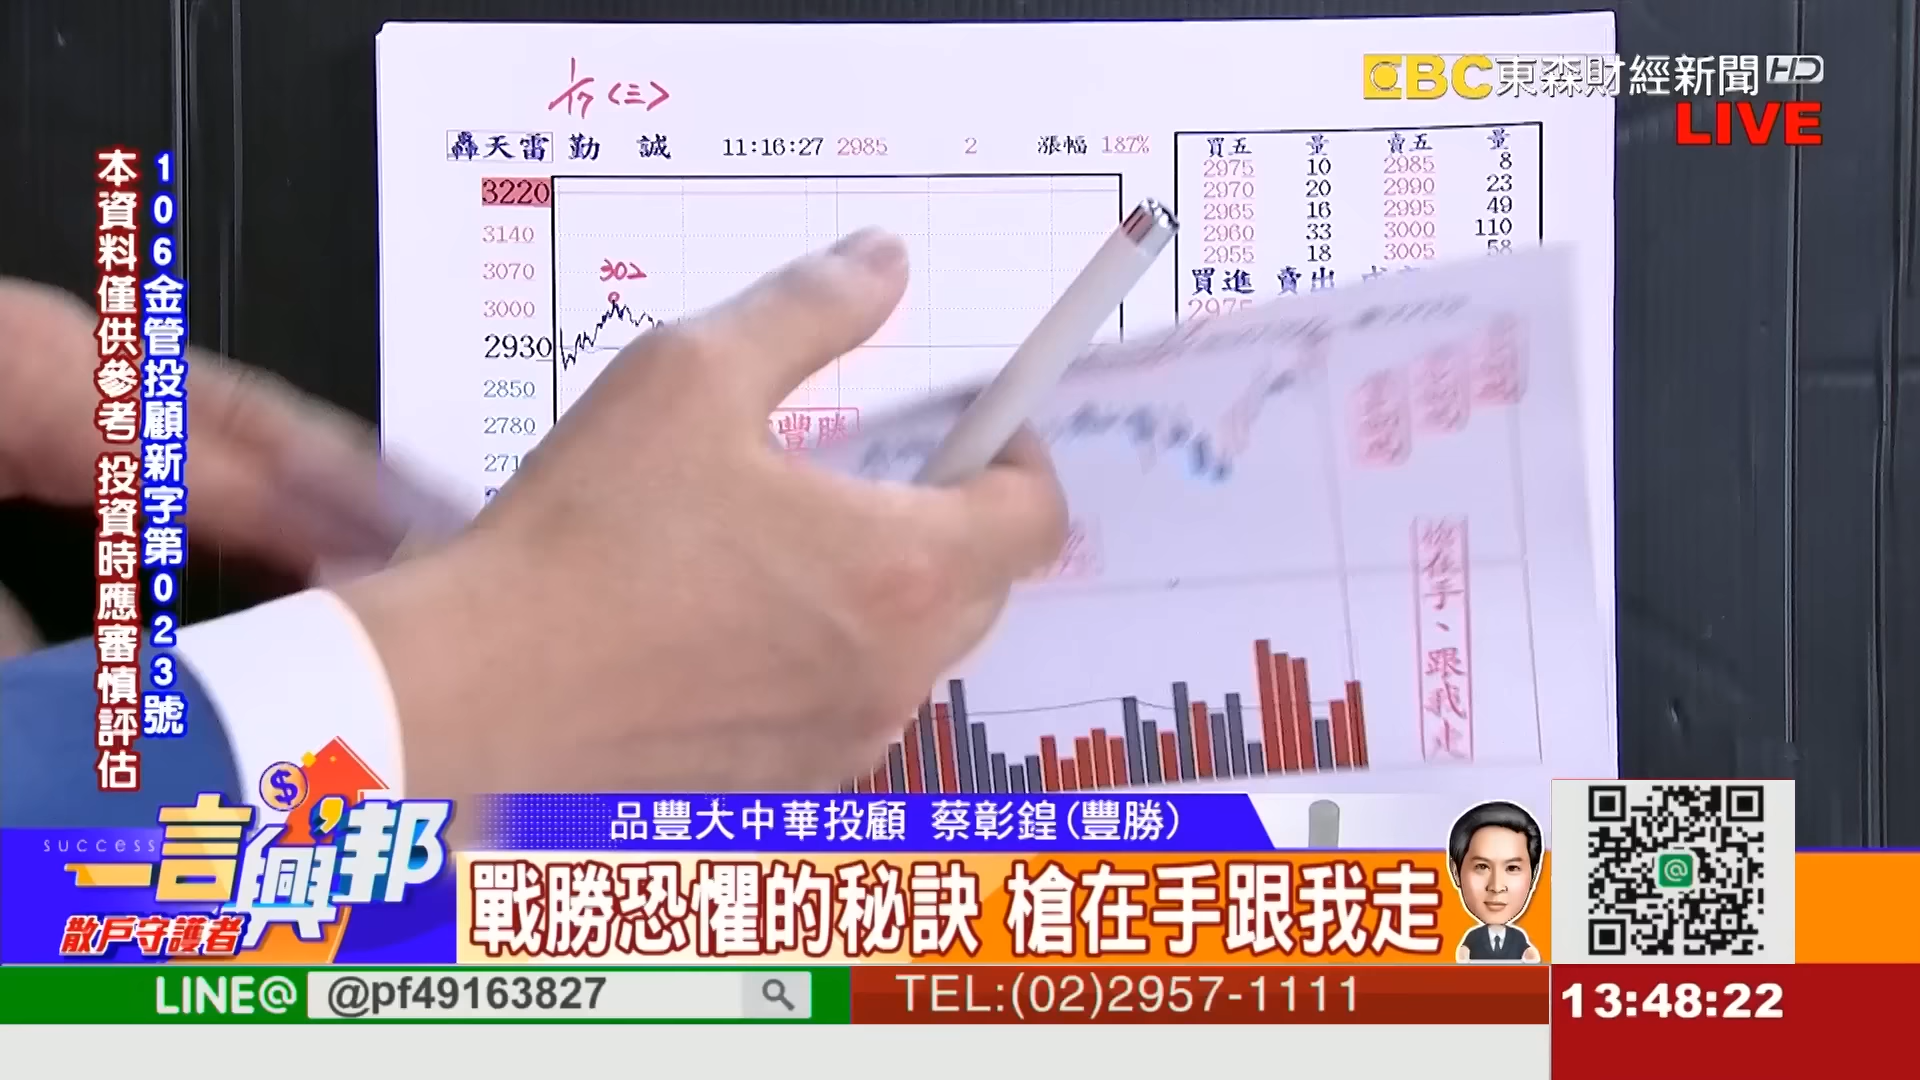 1/17 <三>
EBC 東森財經新聞 HD
LIVE
轟天雷 勤 誠 11:16:27 2985 2 漲幅 1.87%
3220
3140
3070
3000
2930
2850
2780
302
買五 量 賣五 量
2975 10 2985 8
2970 20 2990 23
2965 16 2995 49
2960 33 3000 110
2955 18 3005 58
買進 賣出
2975
豐勝
槍在手、跟我走
106金管投顧新字第023號
本資料僅供參考 投資時應審慎評估
success
一言興邦
散戶守護者
品豐大中華投顧 蔡彰鍠(豐勝)
戰勝恐懼的秘訣 槍在手跟我走
LINE@ @pf49163827
TEL:(02)2957-1111
13:48:22